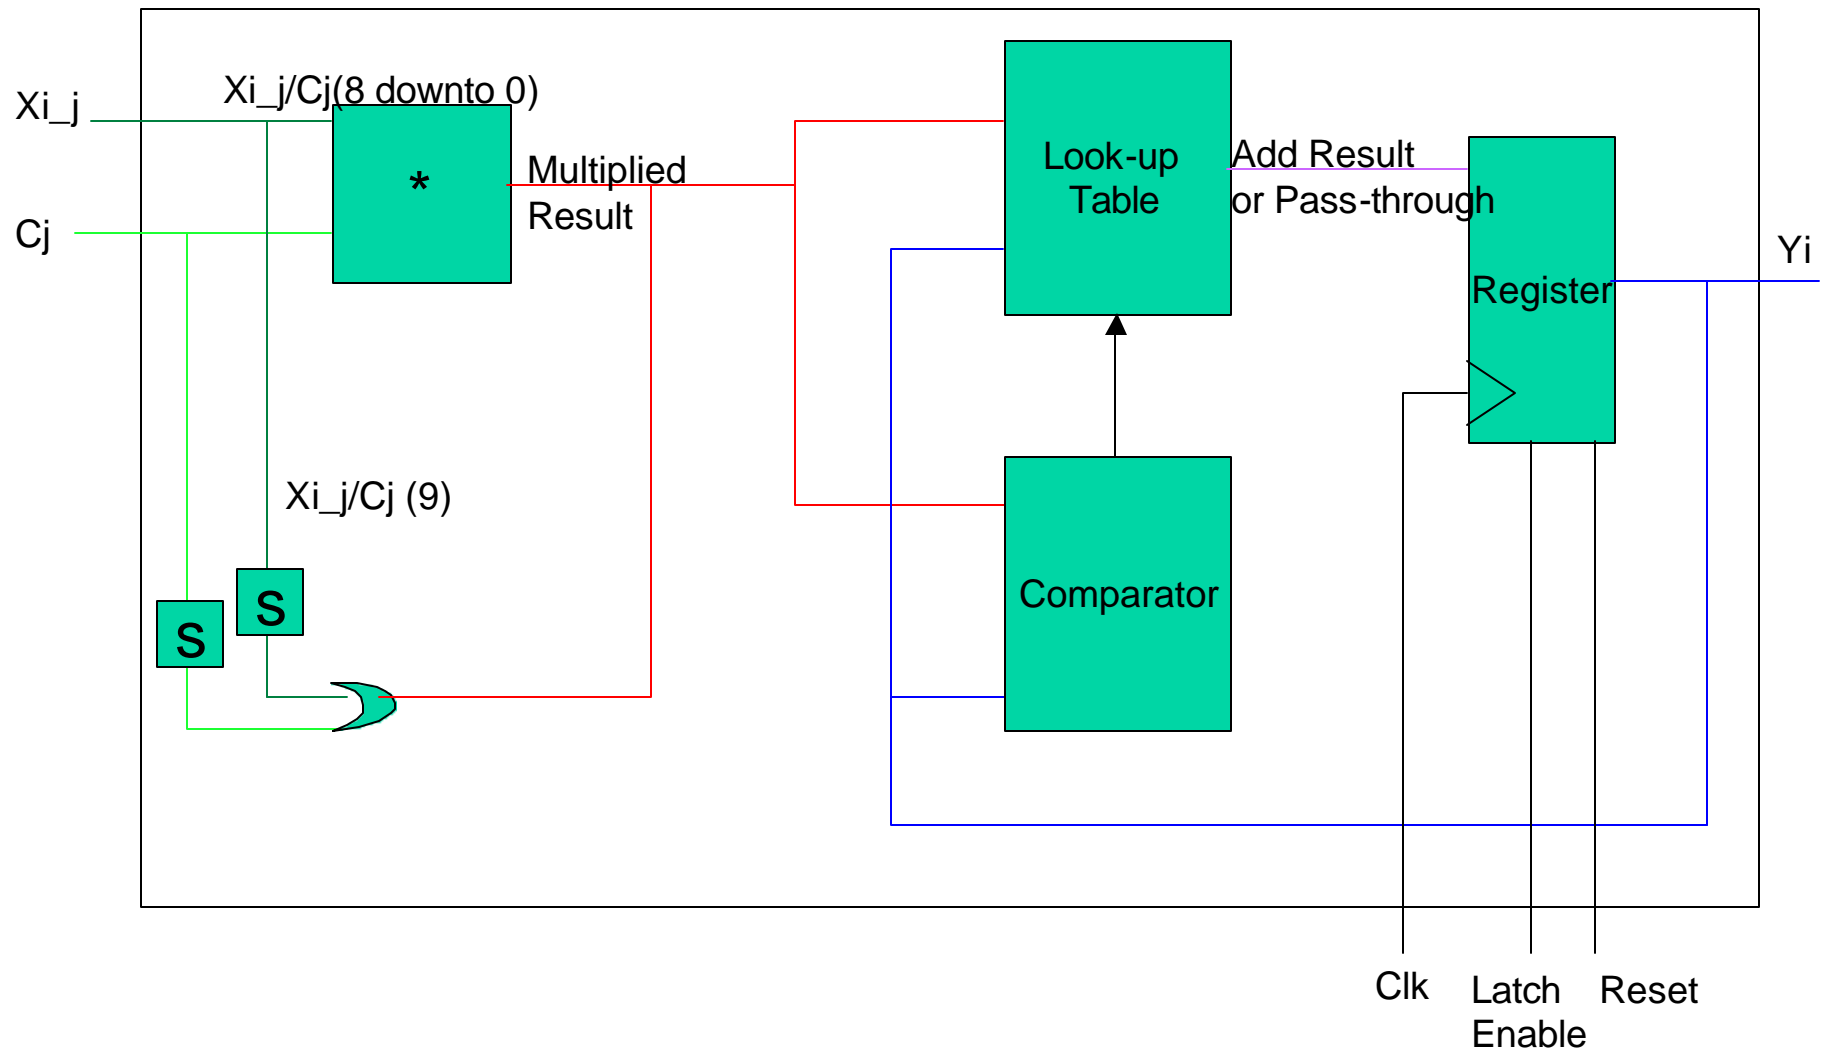 Xi_j/Cj(8 downto 0)
Xi_j
*
Multiplied
Result
Look-up
Table
Add Result
or Pass-through
Cj
Yi
Register
Xi_j/Cj (9)
S
S
Comparator
Clk
Latch
Enable
Reset